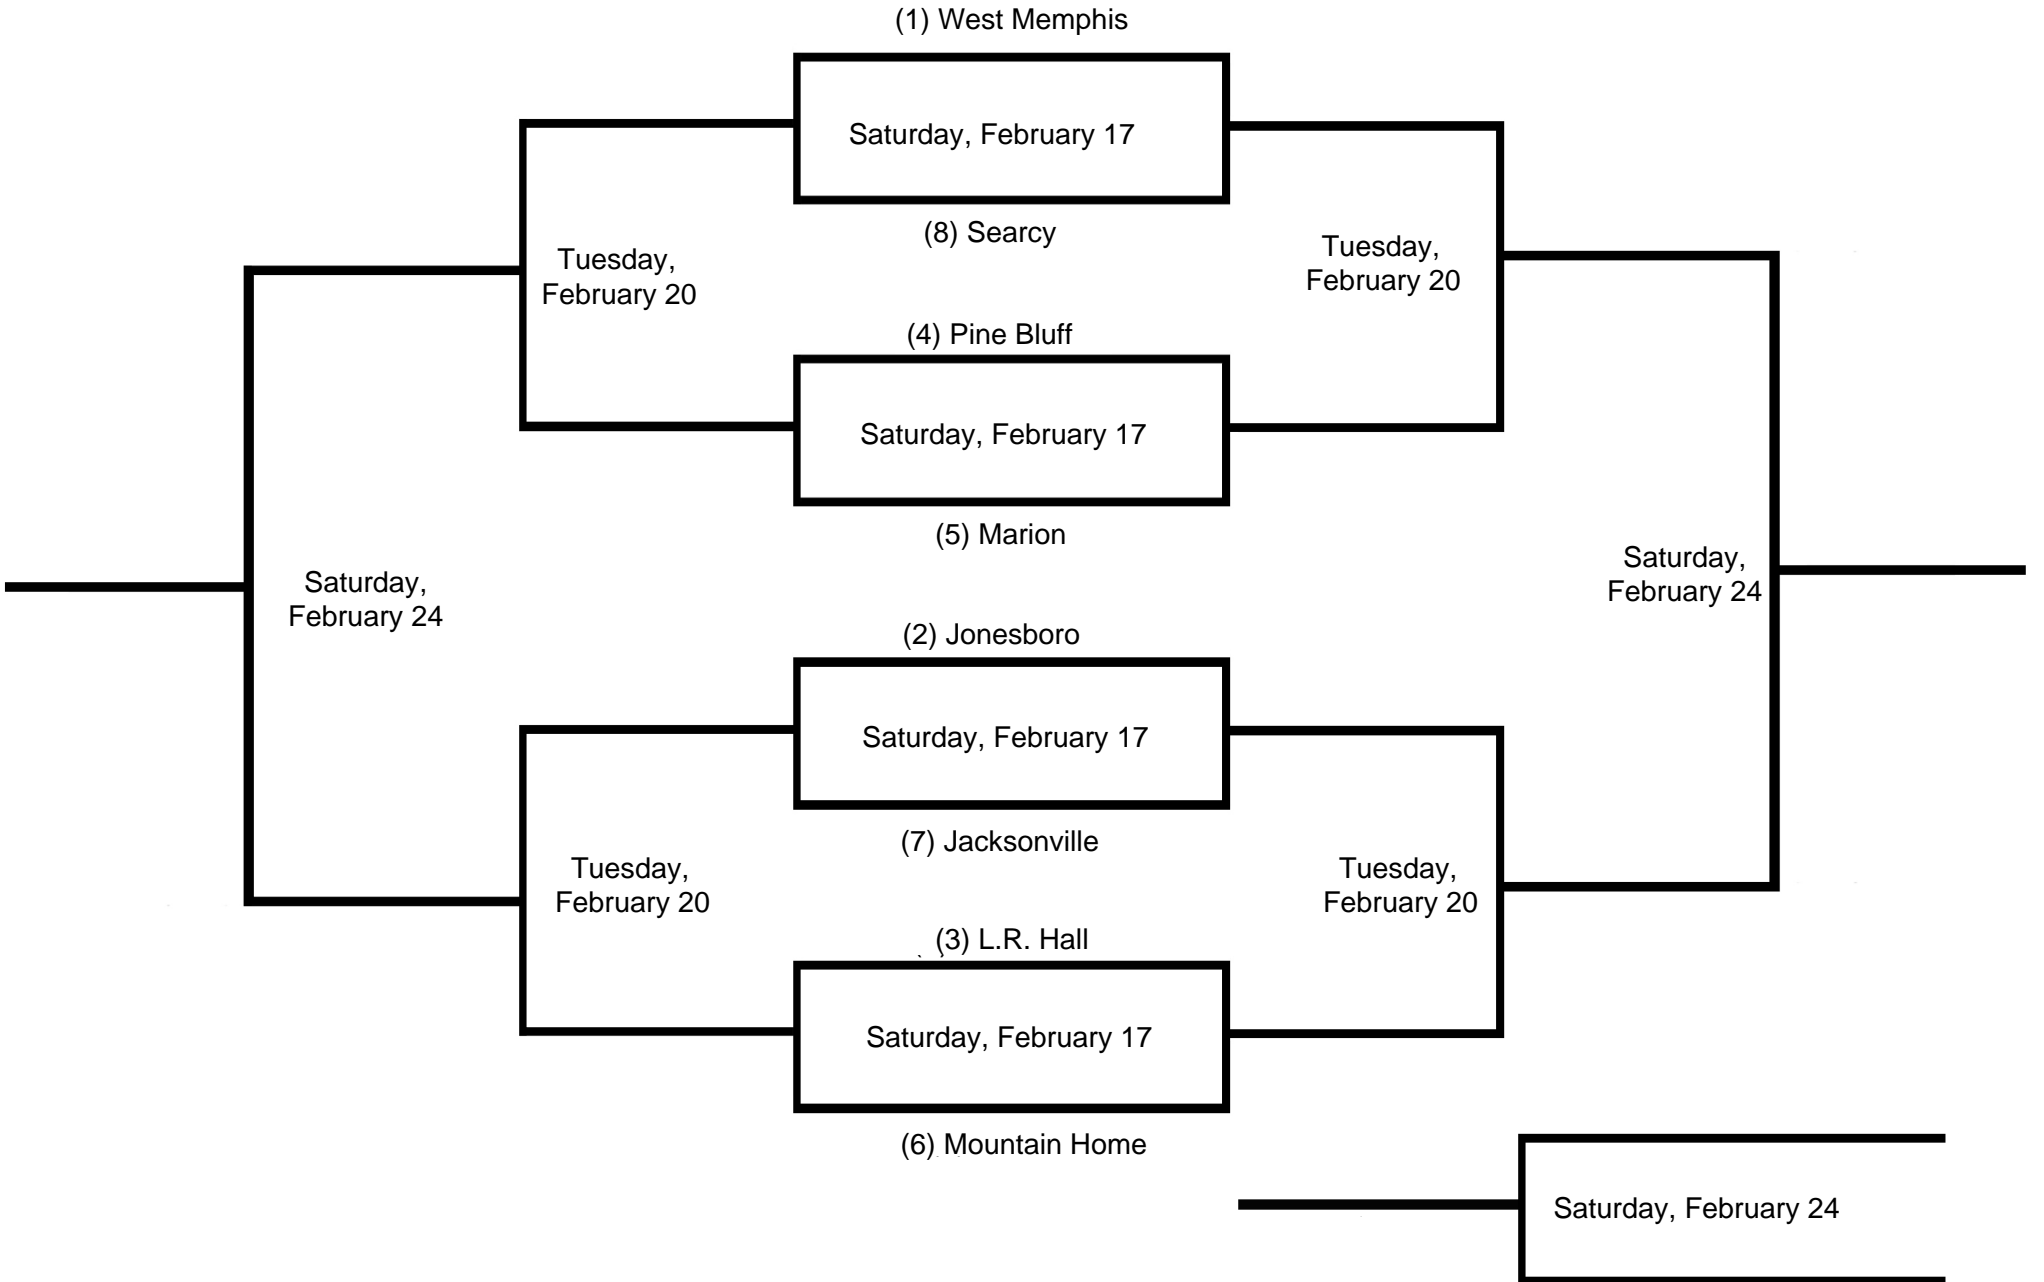 (1) West Memphis
Saturday, February 17
(8) Searcy
Tuesday,
February 20
Tuesday,
February 20
(4) Pine Bluff
Saturday, February 17
(5) Marion
Saturday,
February 24
Saturday,
February 24
(2) Jonesboro
Saturday, February 17
(7) Jacksonville
Tuesday,
February 20
Tuesday,
February 20
(3) L.R. Hall
Saturday, February 17
(6) Mountain Home
Saturday, February 24